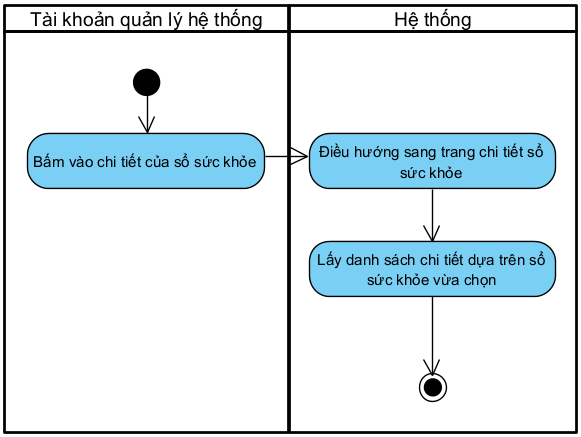 Tài khoản quản lý hệ thống
Hệ thống
Bấm vào chi tiết của sổ sức khỏe
Điều hướng sang trang chi tiết sổ
sức khỏe
Lấy danh sách chi tiết dựa trên sổ
sức khỏe vừa chọn